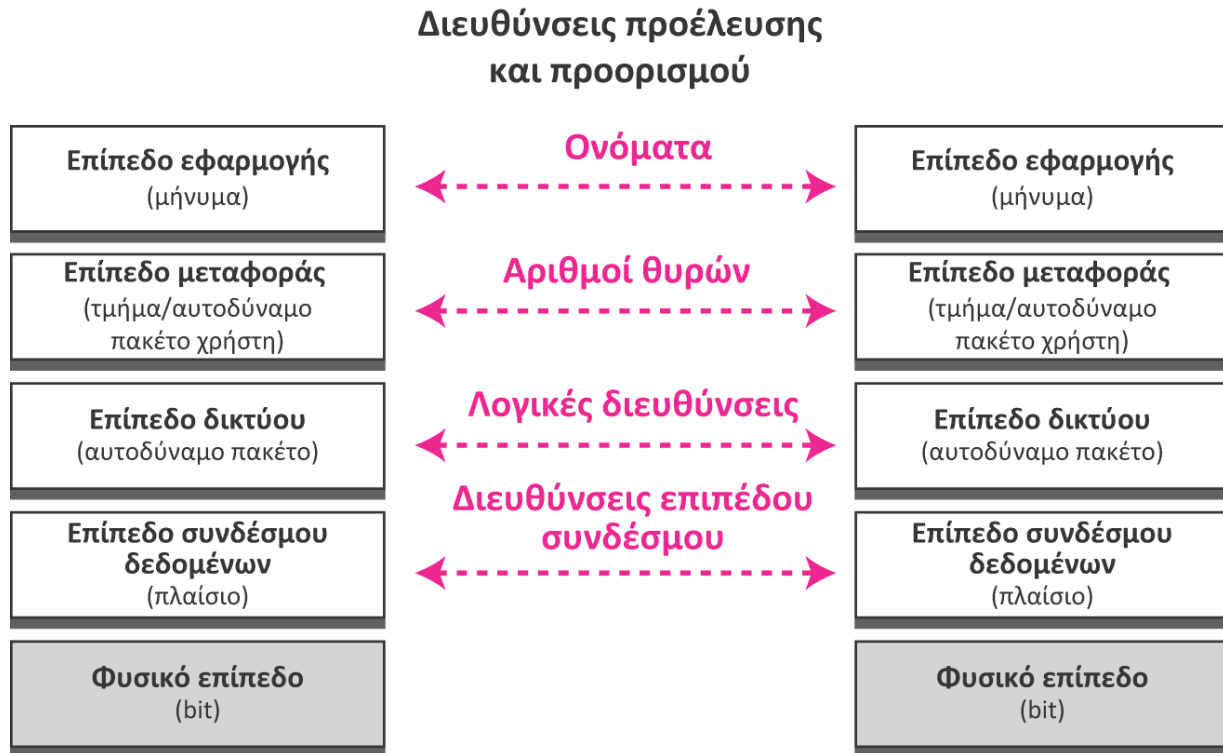 Διευθύνσεις προέλευσης
και προορισμού
Επίπεδο εφαρμογής
(μήνυμα)
Ονόματα
Επίπεδο εφαρμογής
(μήνυμα)
Επίπεδο μεταφοράς
(τμήμα/αυτοδύναμο
πακέτο χρήστη)
Αριθμοί θυρών
Επίπεδο μεταφοράς
(τμήμα/αυτοδύναμο
πακέτο χρήστη)
Επίπεδο δικτύου
(αυτοδύναμο πακέτο)
Λογικές διευθύνσεις
Επίπεδο δικτύου
(αυτοδύναμο πακέτο)
Επίπεδο συνδέσμου
δεδομένων
(πλαίσιο)
Διευθύνσεις επιπέδου
συνδέσμου
Επίπεδο συνδέσμου
δεδομένων
(πλαίσιο)
Φυσικό επίπεδο
(bit)
Φυσικό επίπεδο
(bit)